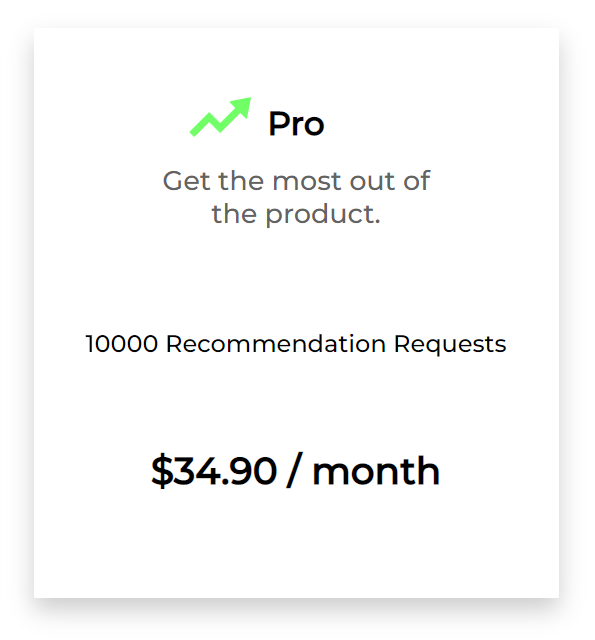 Pro
Get the most out of
the product.
10000 Recommendation Requests
$34.90 / month